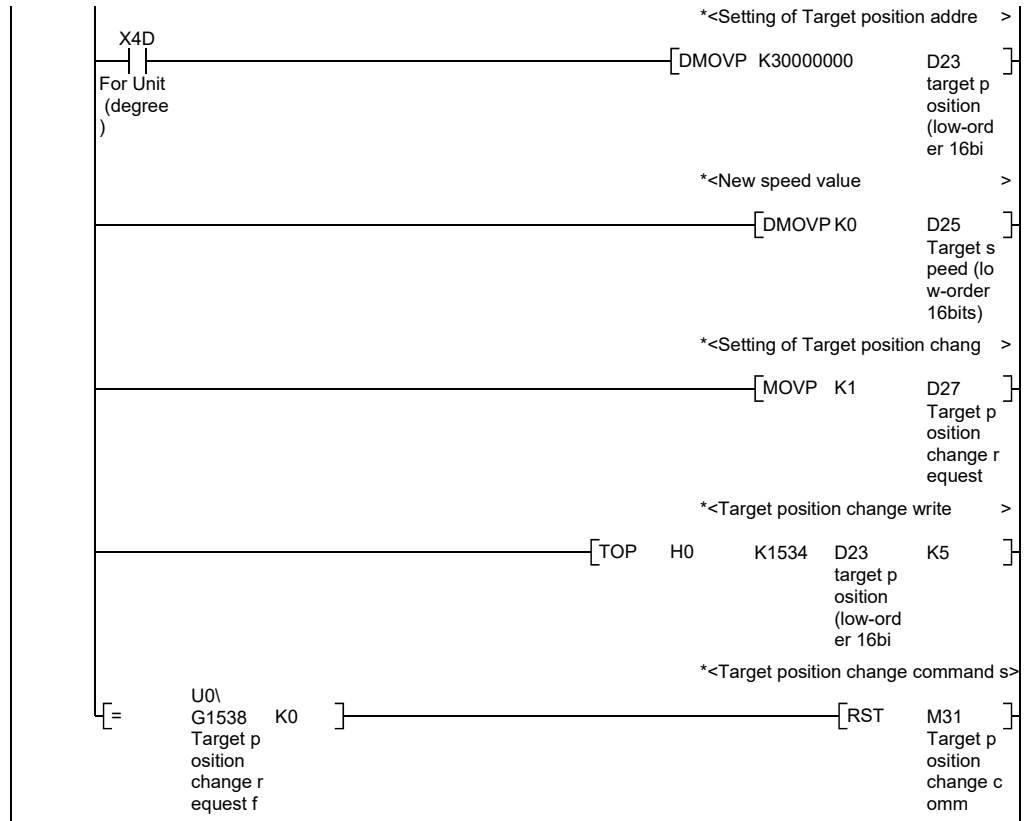 *<Setting of Target position addre >
X4D
DMOVP K30000000 D23
For Unit
(degree
)
target p
osition
(low-ord
er 16bi
*<New speed value >
DMOVP K0 D25
Target s
peed (lo
w-order
16bits)
*<Setting of Target position chang >
MOVP K1 D27
Target p
osition
change r
equest
*<Target position change write >
TOP H0 K1534 D23 K5
target p
osition
(low-ord
er 16bi
*<Target position change command s>
U0\
= G1538 K0 RST M31
Target p
osition
change r
equest f
Target p
osition
change c
omm